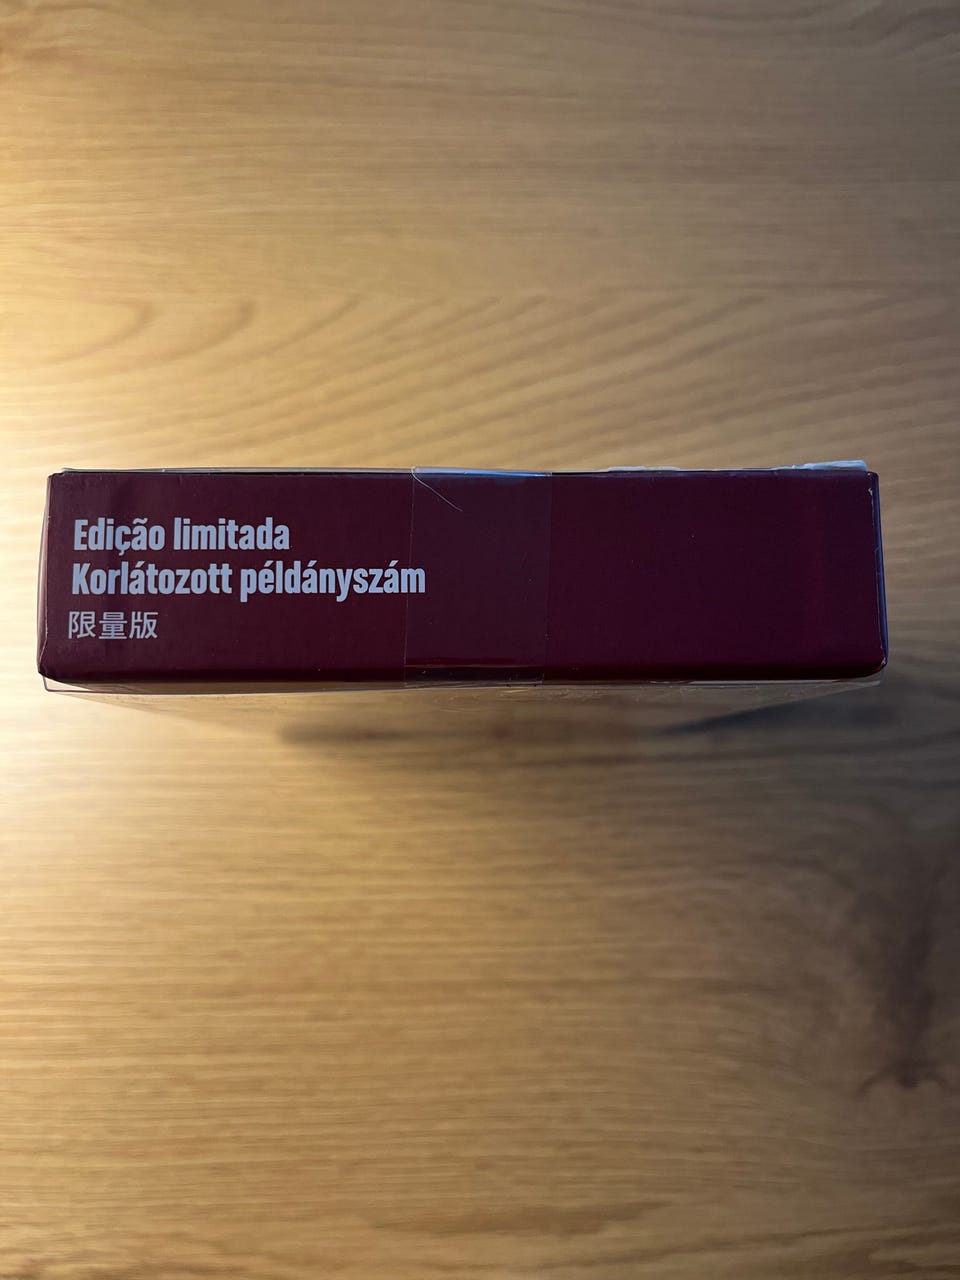 Edição limitada
Korlátozott példányszám
限量版